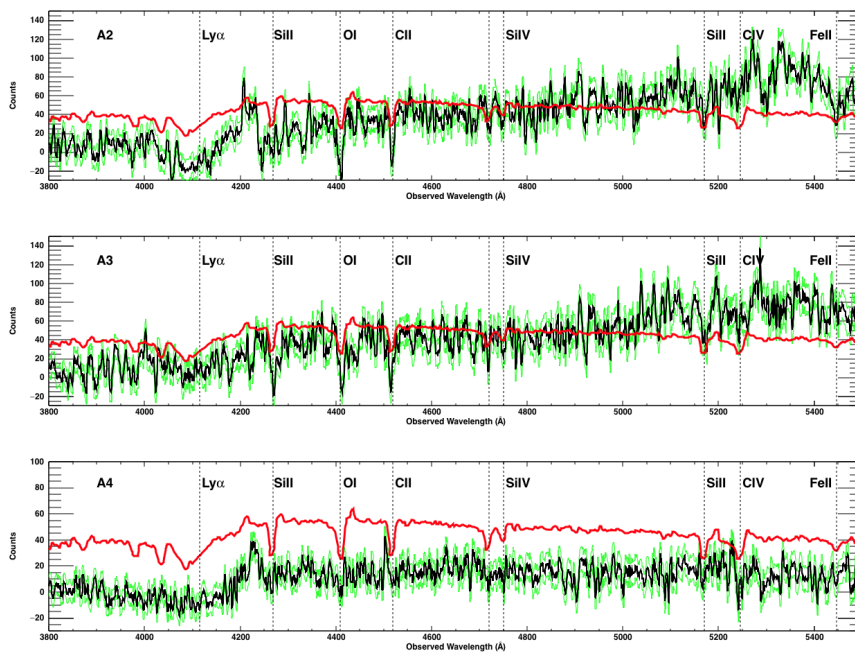 A2 Lyα SiII OI CII SiIV SiII CIV FeII
Counts
140
120
100
80
60
40
20
0
−20
3800 4000 4200 4400 4600 4800 5000 5200 5400
Observed Wavelength (Å)
A3 Lyα SiII OI CII SiIV SiII CIV FeII
Counts
140
120
100
80
60
40
20
0
−20
3800 4000 4200 4400 4600 4800 5000 5200 5400
Observed Wavelength (Å)
A4 Lyα SiII OI CII SiIV SiII CIV FeII
Counts
100
80
60
40
20
0
−20
3800 4000 4200 4400 4600 4800 5000 5200 5400
Observed Wavelength (Å)